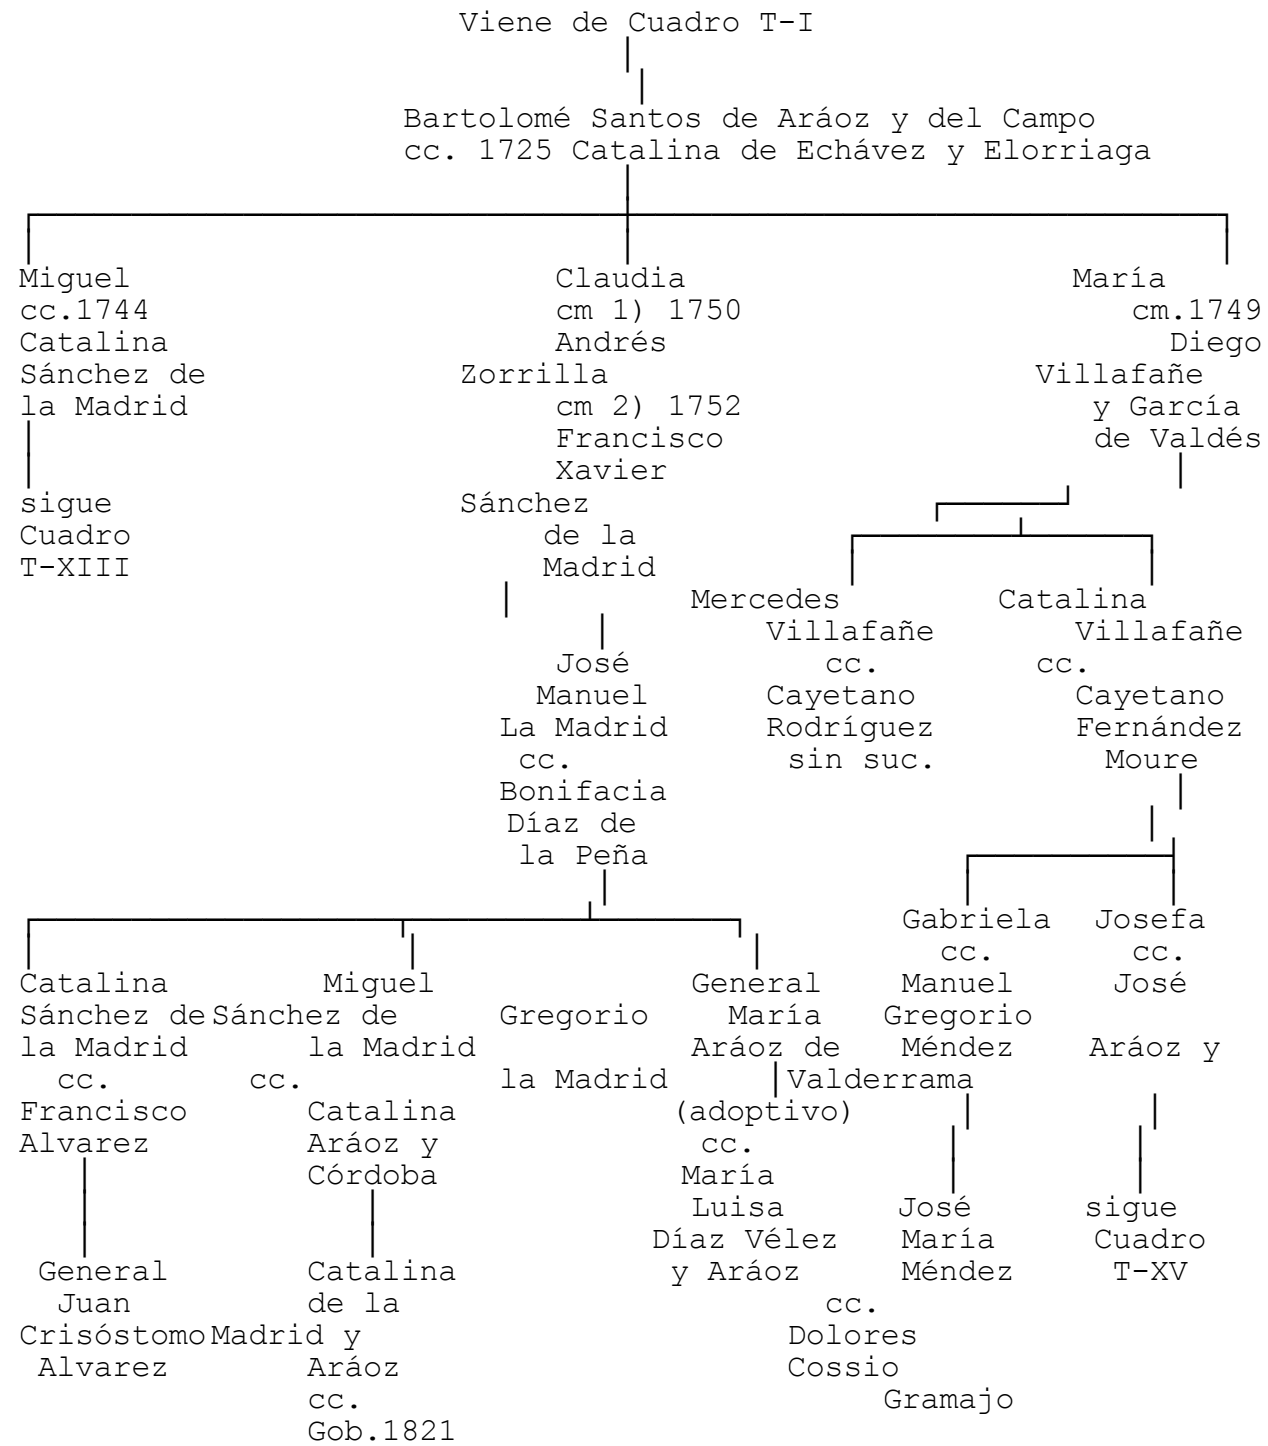 Viene de Cuadro T-I
Bartolomé Santos de Aráoz y del Campo
cc. 1725 Catalina de Echávez y Elorriaga
Miguel Claudia María
cc.1744 cm 1) 1750 cm.1749
Catalina Andrés Diego
Sánchez de Zorrilla Villafañe
la Madrid cm 2) 1752 y García
Francisco de Valdés
Xavier
sigue Sánchez
Cuadro de la
T-XIII Madrid
Mercedes Catalina
Villafañe Villafañe
José cc. cc.
Manuel Cayetano Cayetano
La Madrid Rodríguez Fernández
cc. sin suc. Moure
Bonifacia
Díaz de
la Peña
Gabriela Josefa
cc. cc.
Catalina Miguel General Manuel José
Sánchez de Sánchez de Gregorio María Gregorio
la Madrid la Madrid Aráoz de Méndez Aráoz y
cc. cc. la Madrid Valderrama
Francisco Catalina (adoptivo)
Alvarez Aráoz y cc.
Córdoba María
Luisa José sigue
Díaz Vélez María Cuadro
General Catalina y Aráoz Méndez T-XV
Juan de la cc.
Crisóstomo Madrid y Dolores
Alvarez Aráoz Cossio
cc. Gramajo
Gob.1821